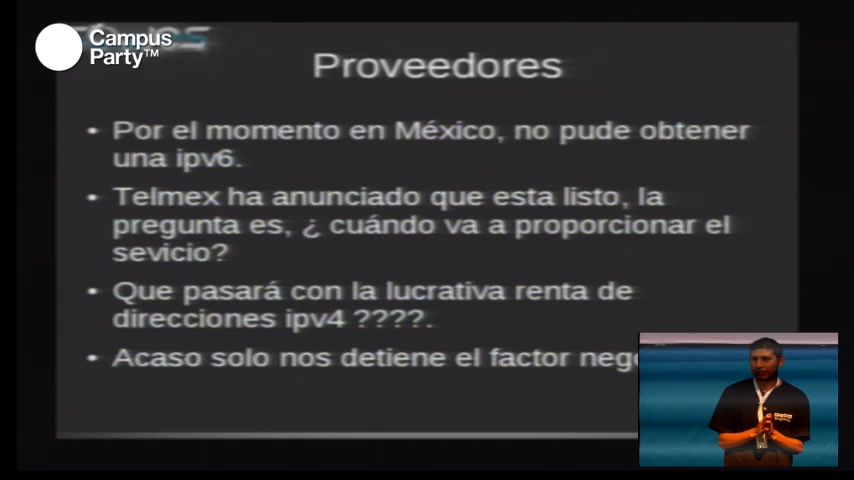 Campus
Party™
Proveedores
• Por el momento en México, no pude obtener
una ipv6.
• Telmex ha anunciado que esta listo, la
pregunta es, ¿ cuándo va a proporcionar el
sevicio?
• Que pasará con la lucrativa renta de
direcciones ipv4 ????.
• Acaso solo nos detiene el factor